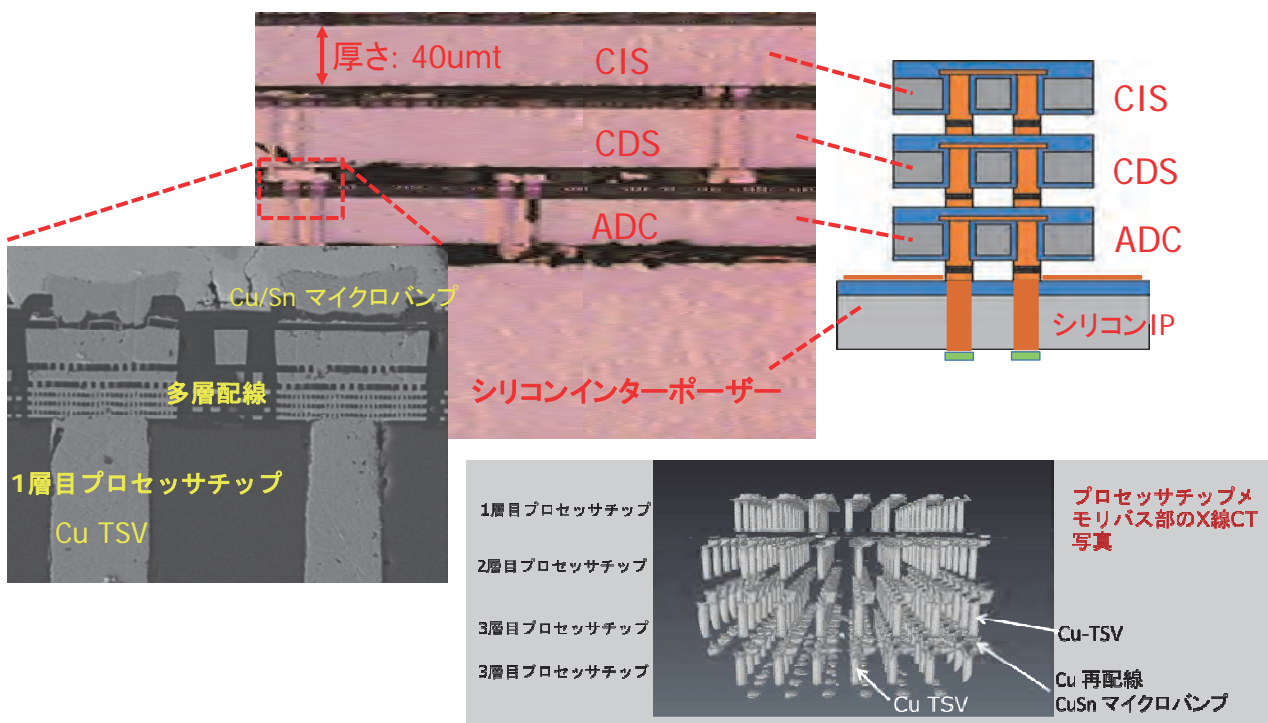 厚さ: 40umt
CIS
CDS
ADC
シリコンインターポーザー
CIS
CDS
ADC
シリコンIP
Cu/Sn マイクロバンプ
多層配線
1層目プロセッサチップ
Cu TSV
1層目プロセッサチップ
2層目プロセッサチップ
3層目プロセッサチップ
3層目プロセッサチップ
プロセッサチップメ
モリバス部のX線CT
写真
Cu-TSV
Cu 再配線
CuSn マイクロバンプ
Cu TSV